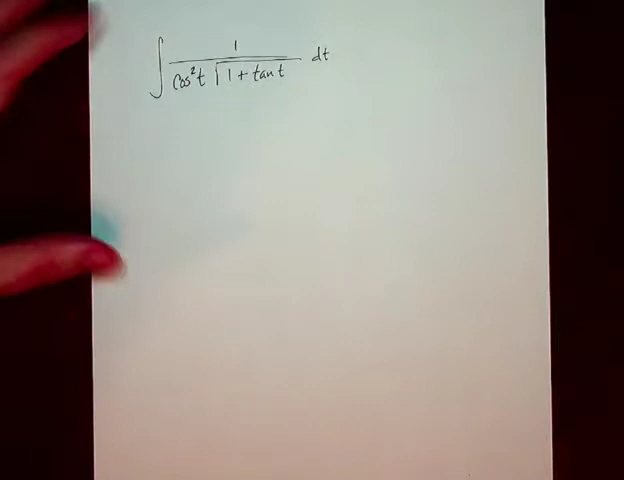 ∫ 1 / (cos²t √(1 + tan t)) dt